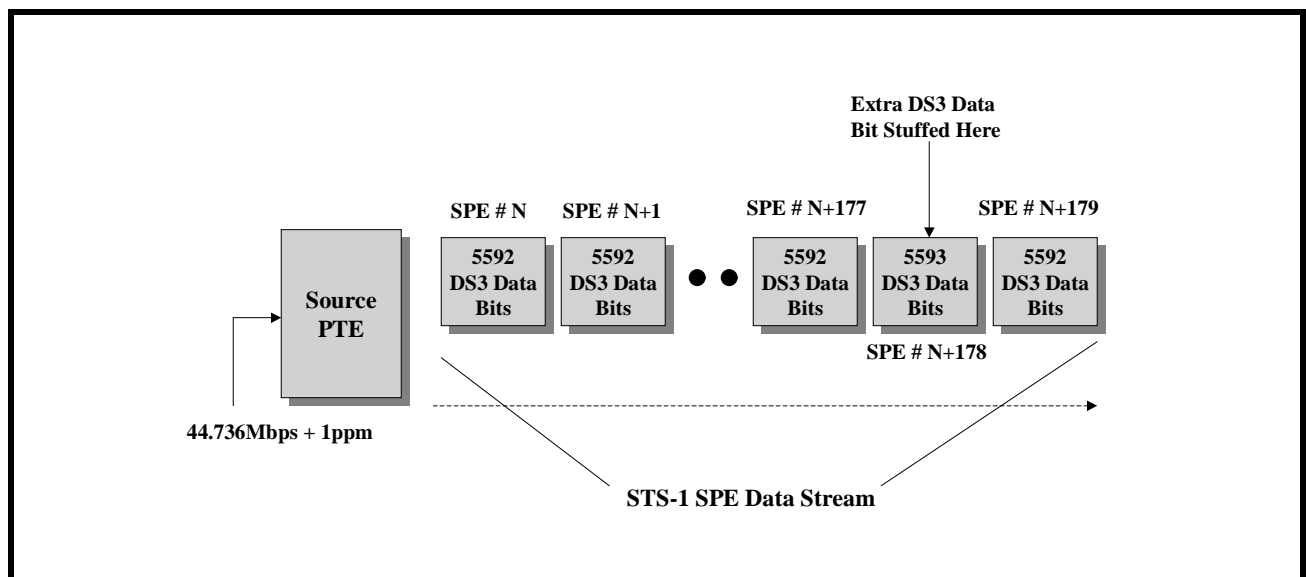 Extra DS3 Data
Bit Stuffed Here
SPE # N
SPE # N+1
SPE # N+177
SPE # N+179
Source
PTE
5592
DS3 Data
Bits
5592
DS3 Data
Bits
5592
DS3 Data
Bits
5593
DS3 Data
Bits
5592
DS3 Data
Bits
SPE # N+178
44.736Mbps + 1ppm
STS-1 SPE Data Stream